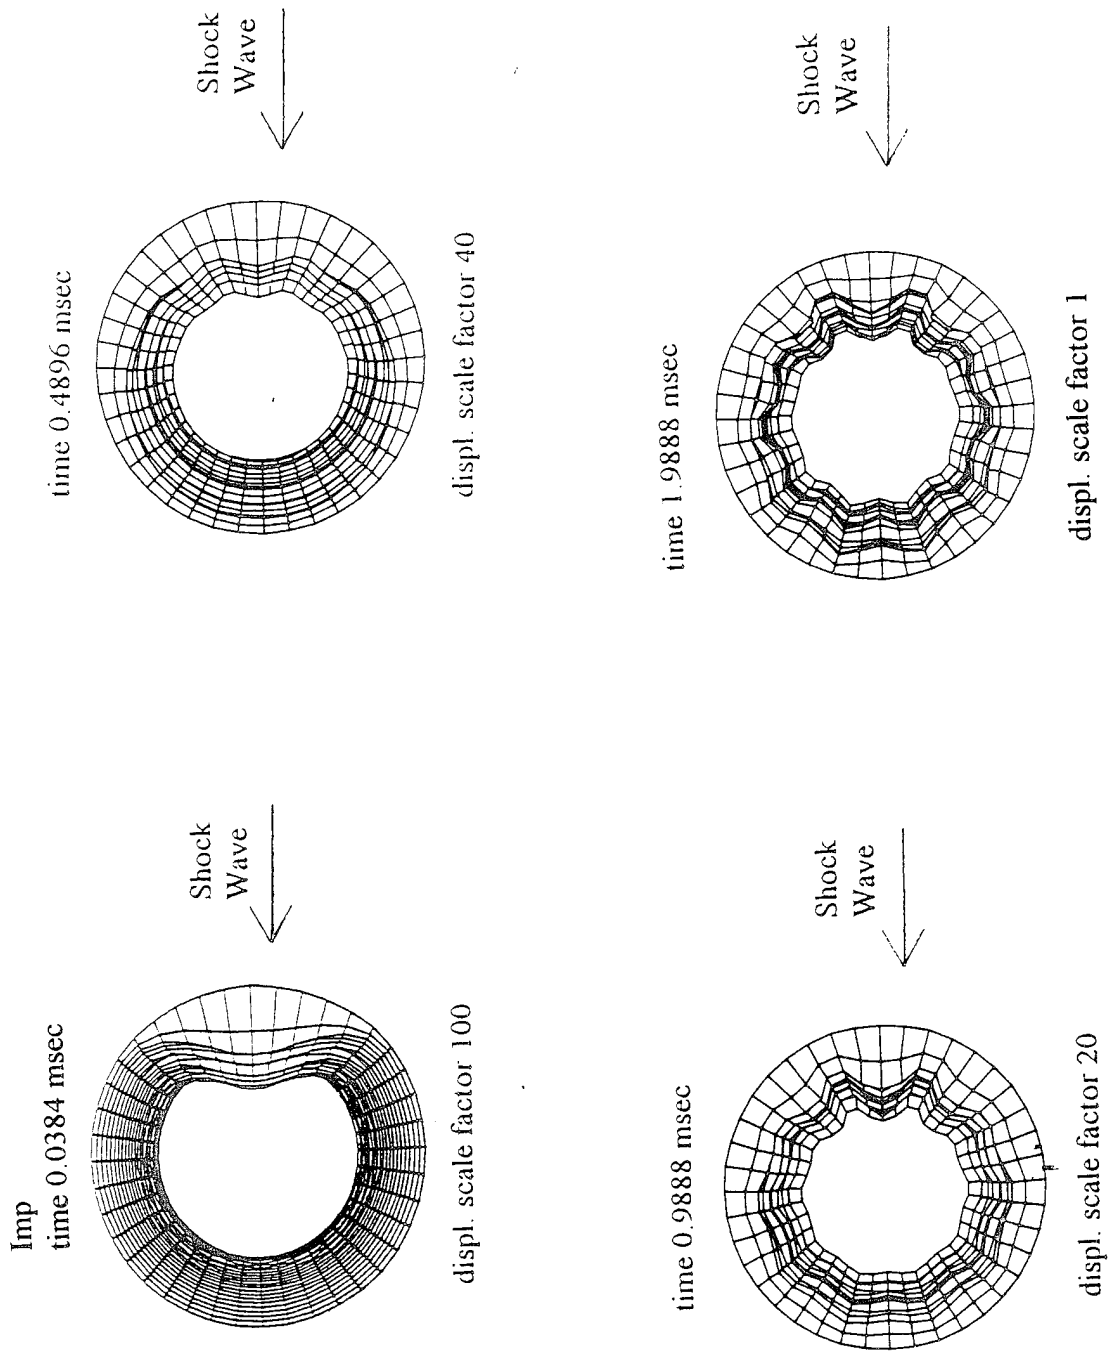 Imp
time 0.0384 msec
Shock
Wave
displ. scale factor 100
time 0.4896 msec
Shock
Wave
displ. scale factor 40
time 0.9888 msec
Shock
Wave
displ. scale factor 20
time 1.9888 msec
Shock
Wave
displ. scale factor 1